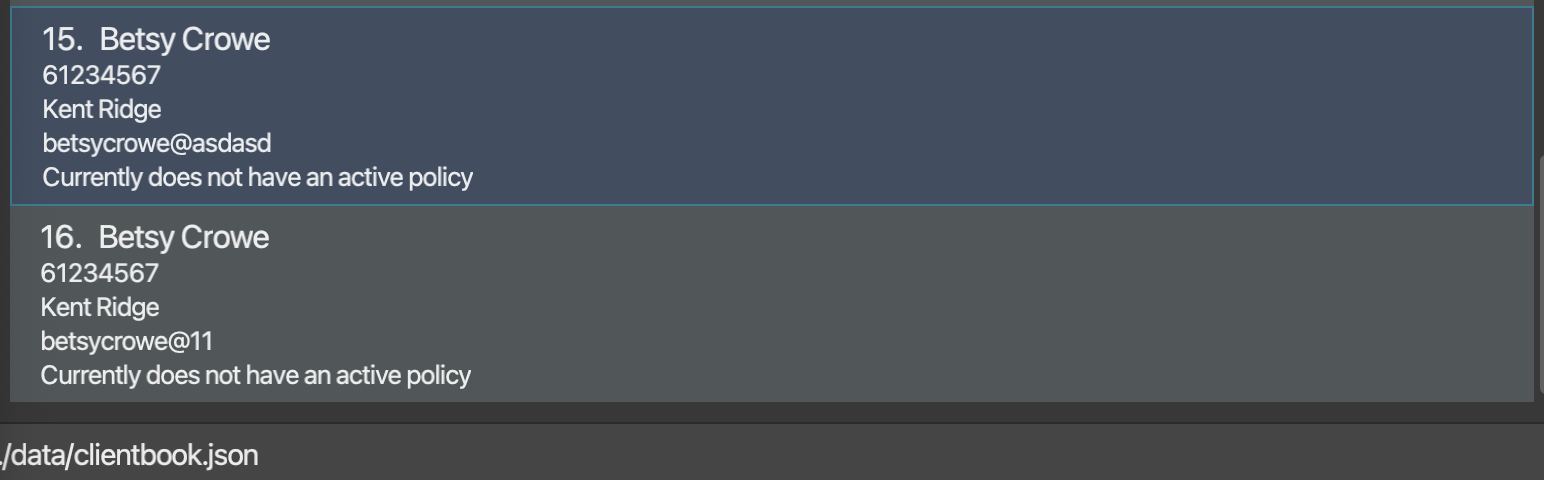 15. Betsy Crowe
61234567
Kent Ridge
betsycrowe@asdasd
Currently does not have an active policy
16. Betsy Crowe
61234567
Kent Ridge
betsycrowe@11
Currently does not have an active policy
./data/clientbook.json